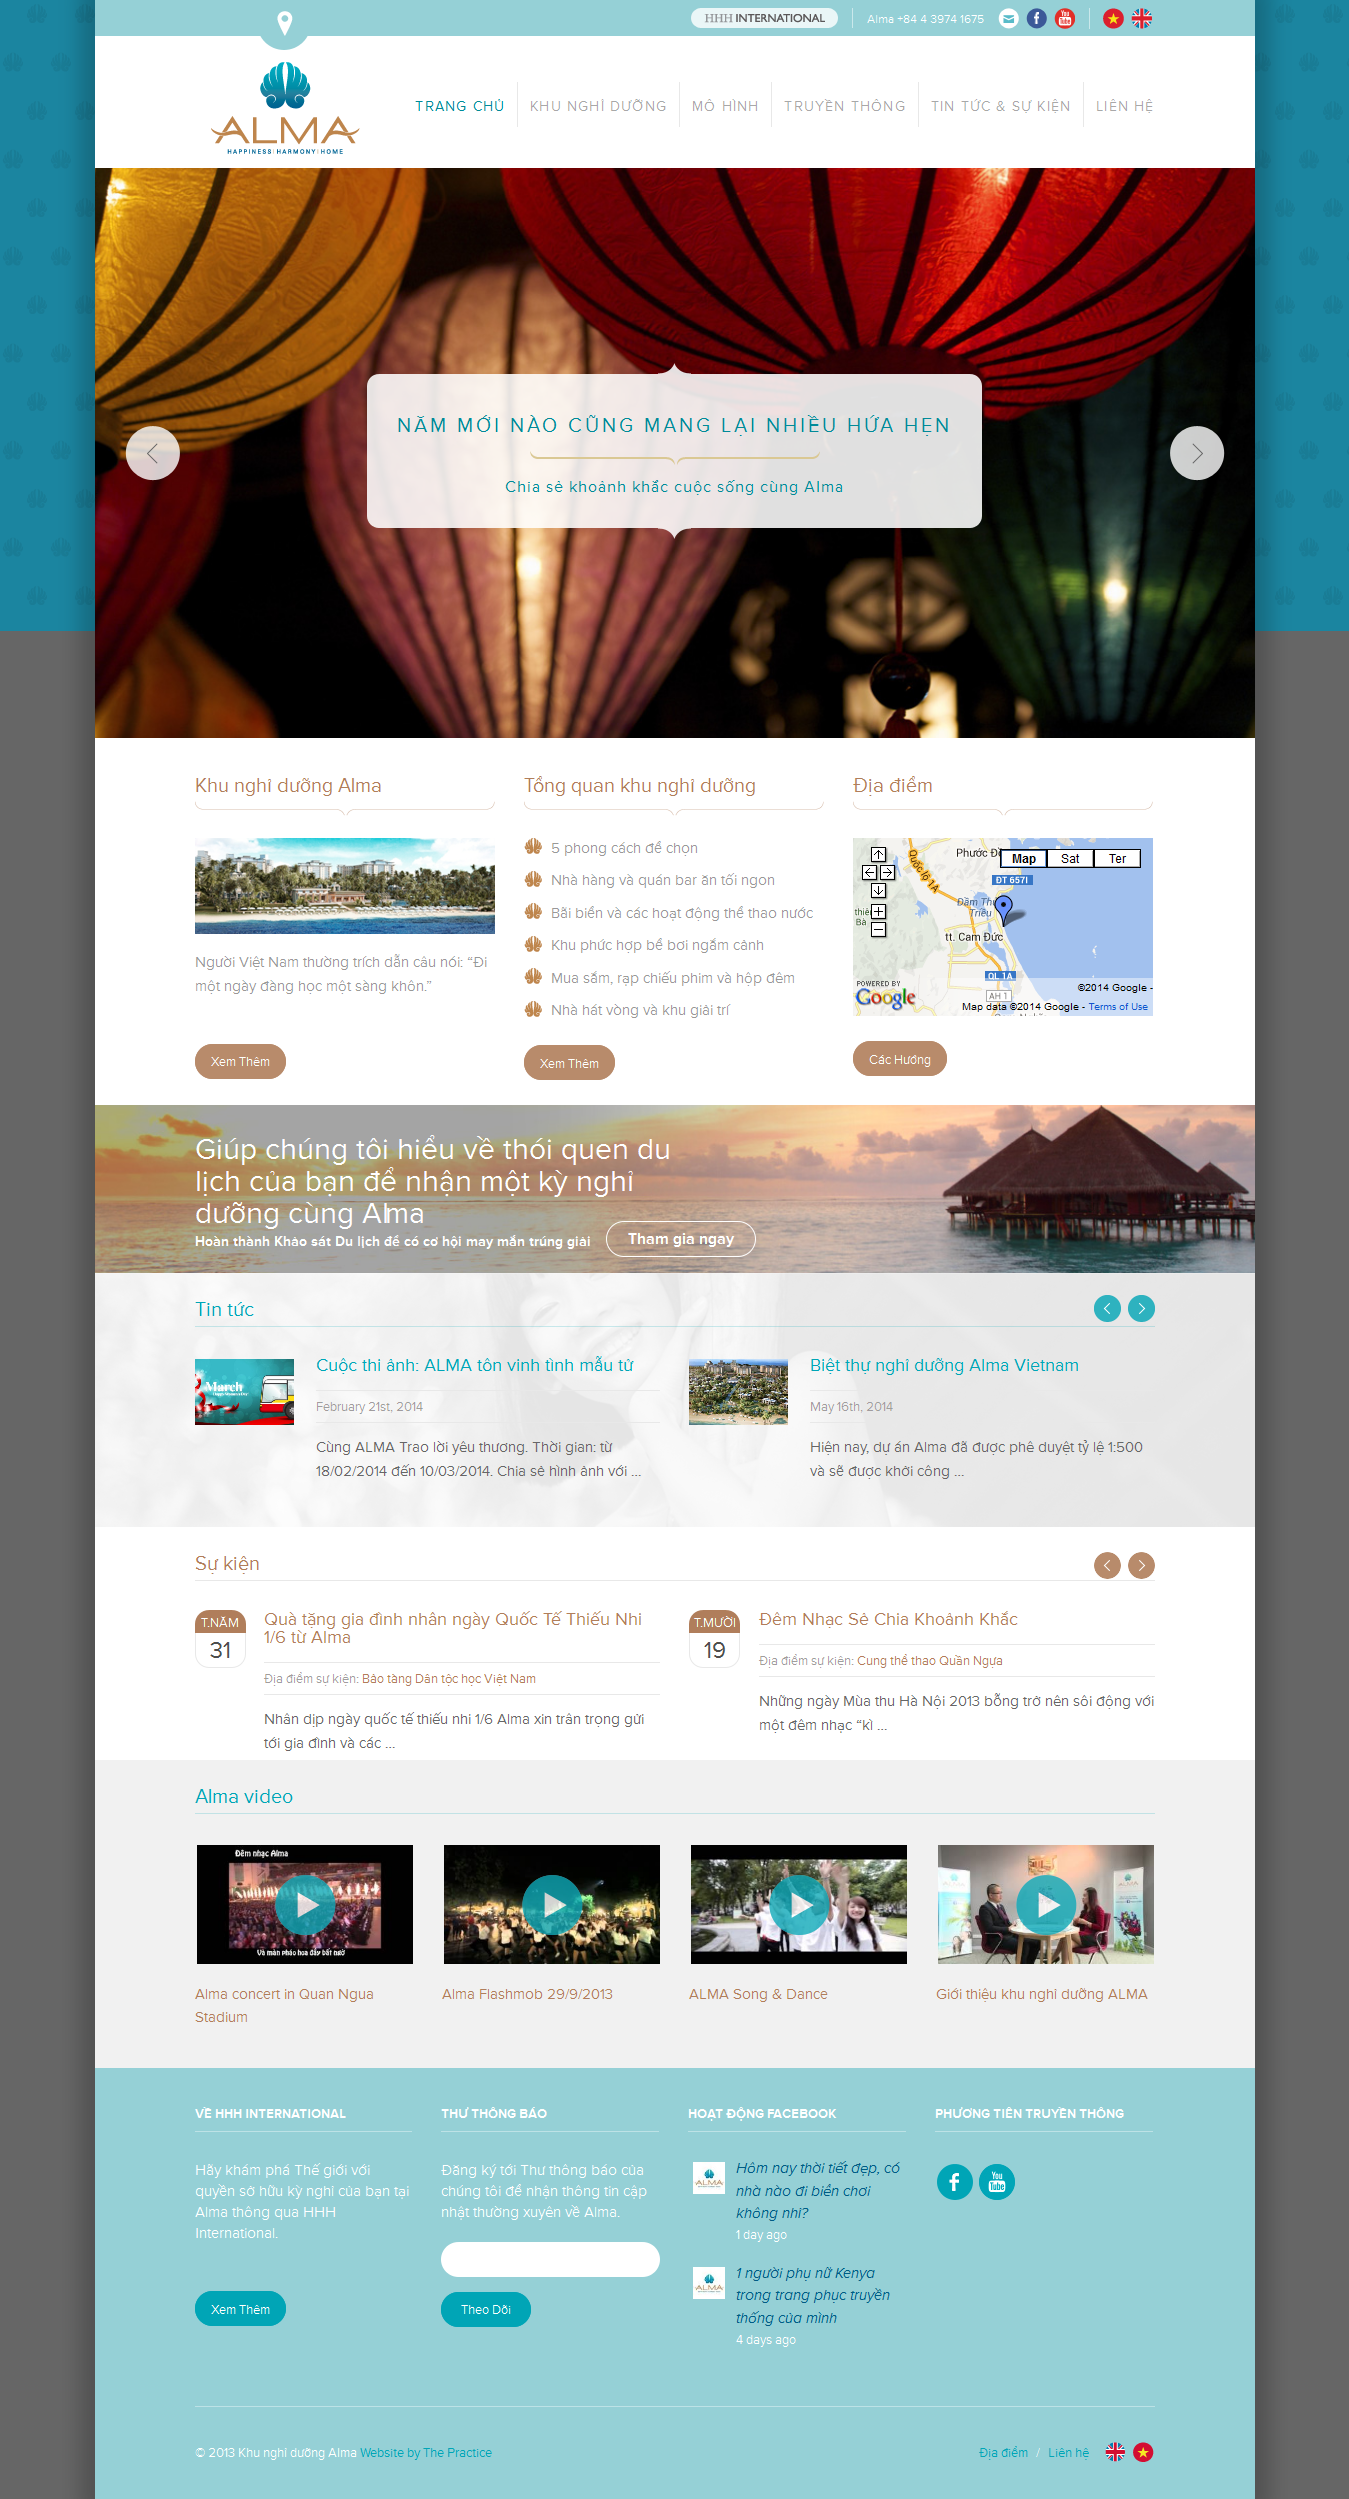 HHH INTERNATIONAL
Alma +84 4 3974 1675
You Tube
ALMA
HAPPINESS | HARMONY | HOME
TRANG CHỦ
KHU NGHỈ DƯỠNG
MÔ HÌNH
TRUYỀN THÔNG
TIN TỨC & SỰ KIỆN
LIÊN HỆ
NĂM MỚI NÀO CŨNG MANG LẠI NHIỀU HỨA HẸN
Chia sẻ khoảnh khắc cuộc sống cùng Alma
Khu nghỉ dưỡng Alma
Người Việt Nam thường trích dẫn câu nói: “Đi
một ngày đàng học một sàng khôn.”
Xem Thêm
Tổng quan khu nghỉ dưỡng
5 phong cách để chọn
Nhà hàng và quán bar ăn tối ngon
Bãi biển và các hoạt động thể thao nước
Khu phức hợp bể bơi ngắm cảnh
Mua sắm, rạp chiếu phim và hộp đêm
Nhà hát vòng và khu giải trí
Xem Thêm
Địa điểm
Quốc lộ 1A
Map
Sat
Ter
ĐT 657I
tt. Cam Đức
QL 1A
AH 1
POWERED BY
Google
©2014 Google -
Map data ©2014 Google - Terms of Use
Các Hướng
Giúp chúng tôi hiểu về thói quen du
lịch của bạn để nhận một kỳ nghỉ
dưỡng cùng Alma
Hoàn thành Khảo sát Du lịch để có cơ hội may mắn trúng giải
Tham gia ngay
Tin tức
March
Cuộc thi ảnh: ALMA tôn vinh tình mẫu tử
February 21st, 2014
Cùng ALMA Trao lời yêu thương. Thời gian: từ
18/02/2014 đến 10/03/2014. Chia sẻ hình ảnh với ...
Biệt thự nghỉ dưỡng Alma Vietnam
May 16th, 2014
Hiện nay, dự án Alma đã được phê duyệt tỷ lệ 1:500
và sẽ được khởi công ...
Sự kiện
T.NĂM
31
Quà tặng gia đình nhân ngày Quốc Tế Thiếu Nhi
1/6 từ Alma
Địa điểm sự kiện: Bảo tàng Dân tộc học Việt Nam
Nhân dịp ngày quốc tế thiếu nhi 1/6 Alma xin trân trọng gửi
tới gia đình và các ...
T.MƯỜI
19
Đêm Nhạc Sẻ Chia Khoảnh Khắc
Địa điểm sự kiện: Cung thể thao Quần Ngựa
Những ngày Mùa thu Hà Nội 2013 bỗng trở nên sôi động với
một đêm nhạc “kì ...
Alma video
Đêm nhạc Alma
Và màn pháo hoa đầy bất ngờ
ALMA
ALMA
Alma concert in Quan Ngua
Stadium
Alma Flashmob 29/9/2013
ALMA Song & Dance
Giới thiệu khu nghỉ dưỡng ALMA
VỀ HHH INTERNATIONAL
Hãy khám phá Thế giới với
quyền sở hữu kỳ nghỉ của bạn tại
Alma thông qua HHH
International.
Xem Thêm
THƯ THÔNG BÁO
Đăng ký tới Thư thông báo của
chúng tôi để nhận thông tin cập
nhật thường xuyên về Alma.
Theo Dõi
HOẠT ĐỘNG FACEBOOK
ALMA
Hôm nay thời tiết đẹp, có
nhà nào đi biển chơi
không nhỉ?
1 day ago
ALMA
1 người phụ nữ Kenya
trong trang phục truyền
thống của mình
4 days ago
PHƯƠNG TIỆN TRUYỀN THÔNG
You Tube
© 2013 Khu nghỉ dưỡng Alma Website by The Practice
Địa điểm / Liên hệ